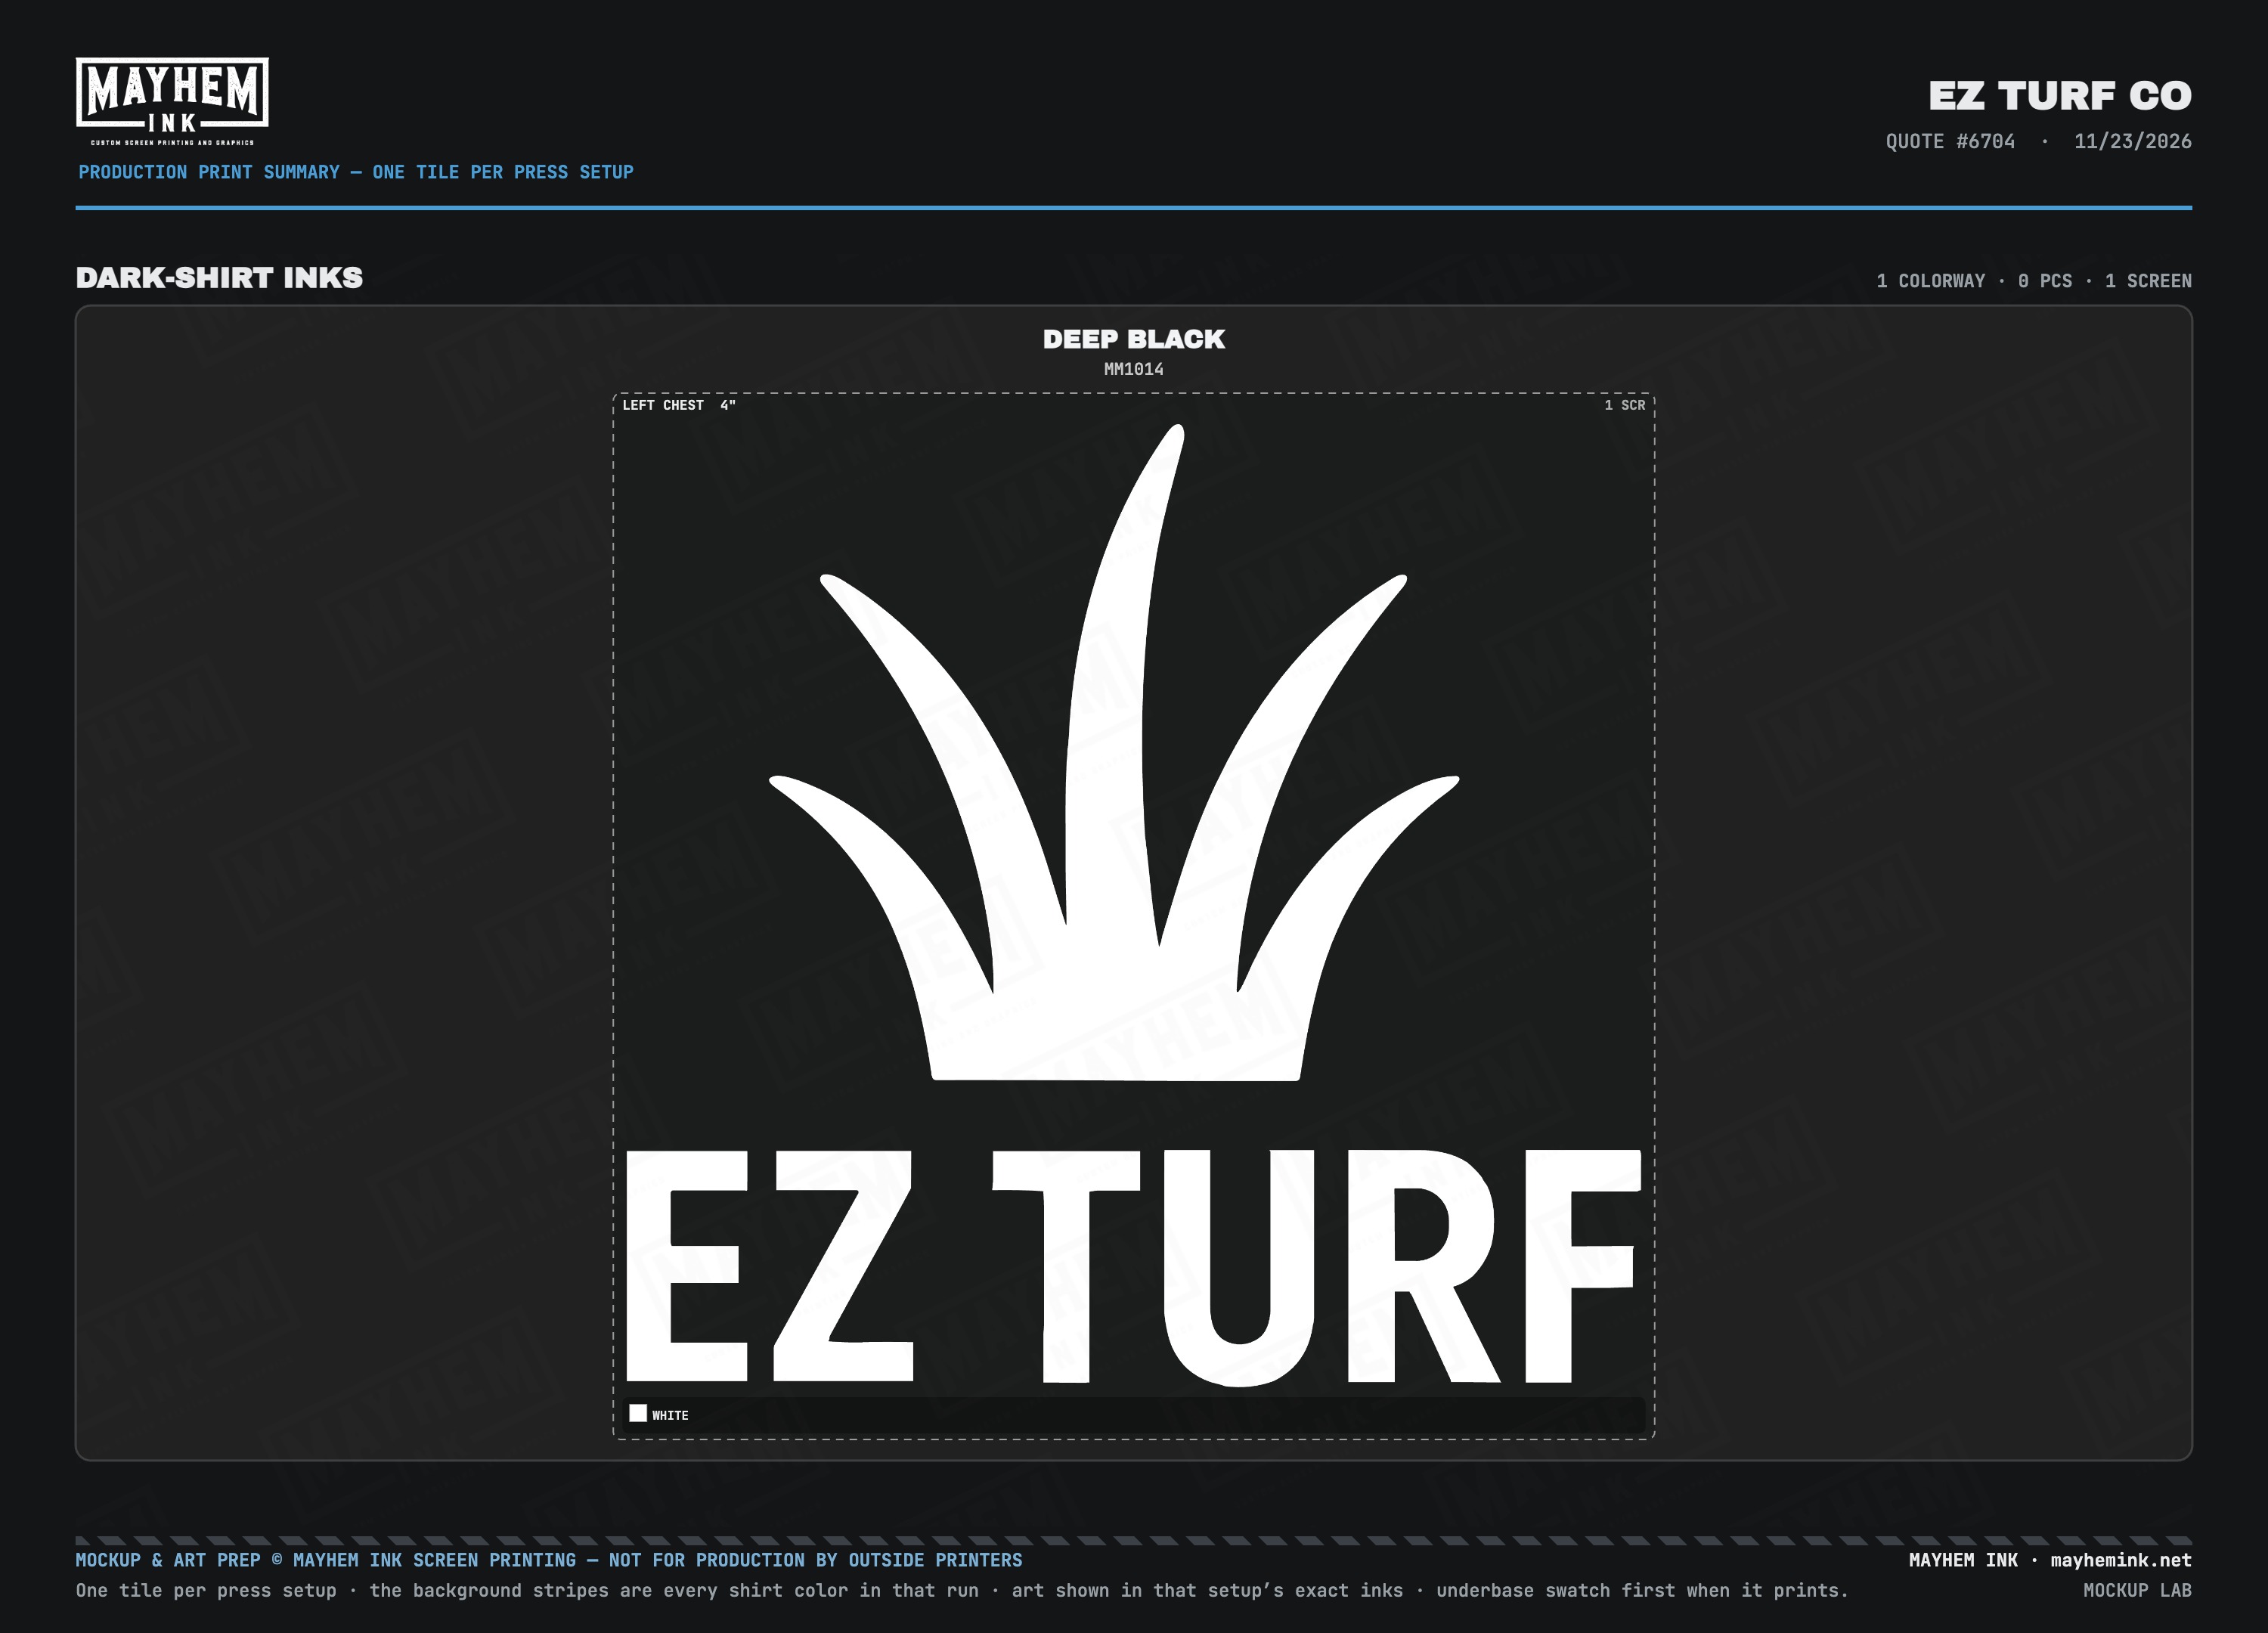 MAYHEM
INK
CUSTOM SCREEN PRINTING AND GRAPHICS
PRODUCTION PRINT SUMMARY — ONE TILE PER PRESS SETUP
EZ TURF CO
QUOTE #6704 · 11/23/2026
DARK-SHIRT INKS
1 COLORWAY · 0 PCS · 1 SCREEN
DEEP BLACK
MM1014
LEFT CHEST 4"
1 SCR
EZ TURF
WHITE
MOCKUP & ART PREP © MAYHEM INK SCREEN PRINTING — NOT FOR PRODUCTION BY OUTSIDE PRINTERS
MAYHEM INK · mayhemink.net
One tile per press setup · the background stripes are every shirt color in that run · art shown in that setup’s exact inks · underbase swatch first when it prints.
MOCKUP LAB